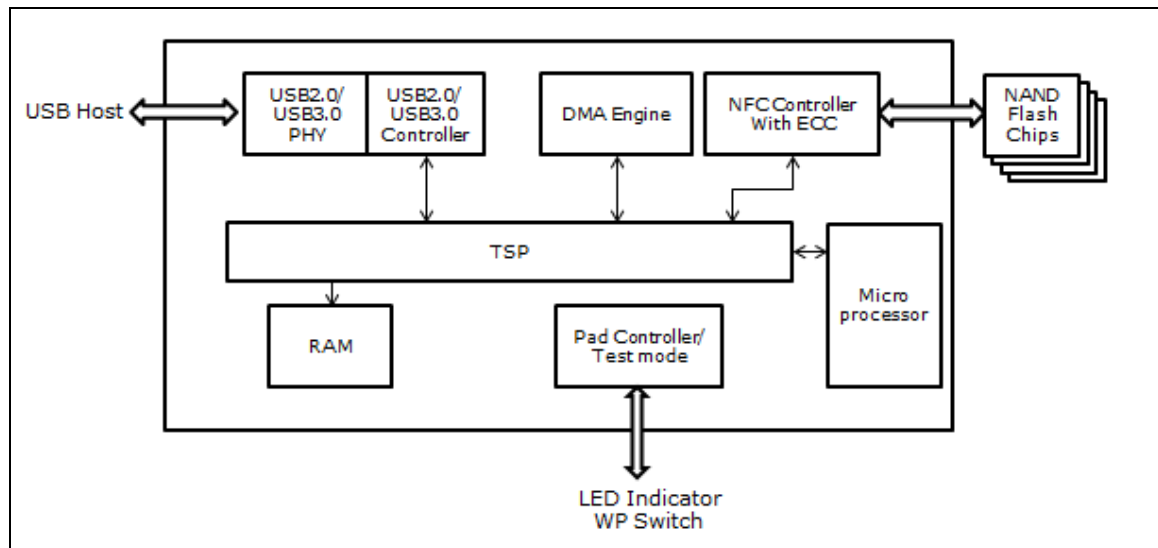 USB Host
USB2.0/
USB3.0
PHY
USB2.0/
USB3.0
Controller
DMA Engine
NFC Controller
With ECC
NAND
Flash
Chips
TSP
Micro
processor
RAM
Pad Controller/
Test mode
LED Indicator
WP Switch